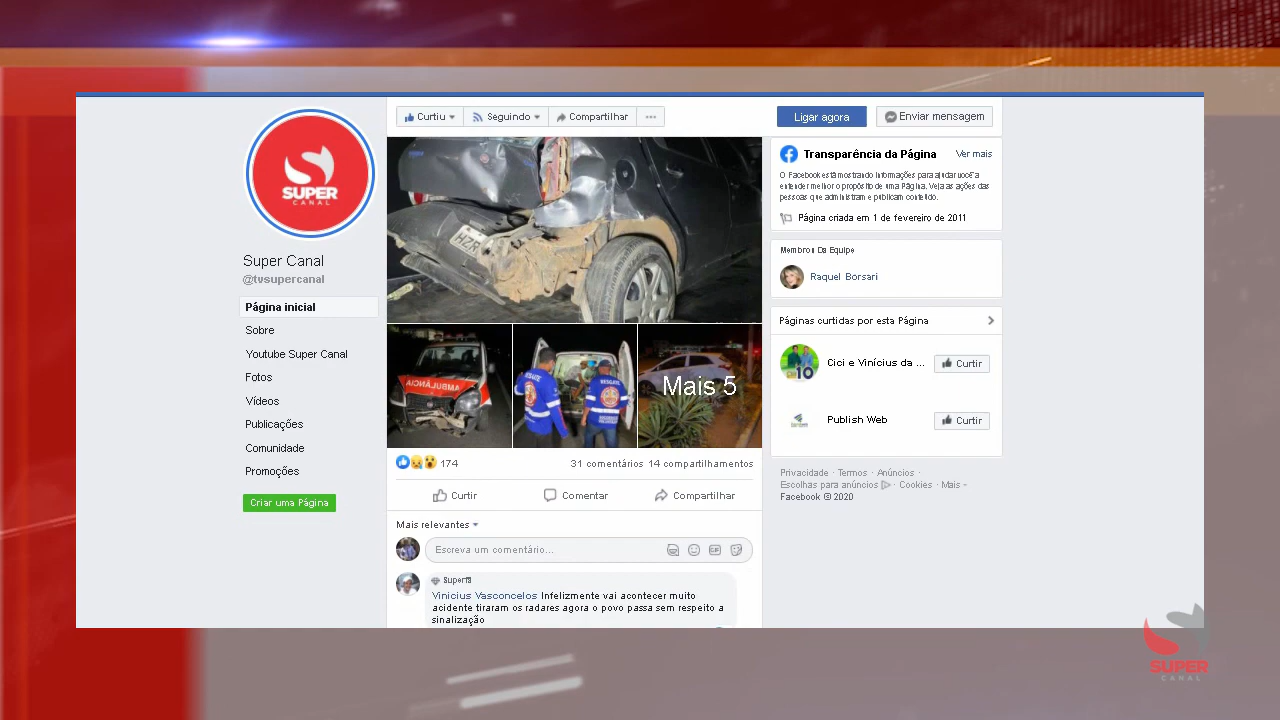 Curtiu
Seguindo
Compartilhar
Ligar agora
Enviar mensagem
SUPER
CANAL
Super Canal
@tvsupercanal
Página inicial
Sobre
Youtube Super Canal
Fotos
Vídeos
Publicações
Comunidade
Promoções
Criar uma Página
AMBULÂNCIA
RESGATE
RESGATE
Mais 5
174
31 comentários 14 compartilhamentos
Curtir
Comentar
Compartilhar
Mais relevantes
Escreva um comentário...
GIF
Superfã
Vinicius Vasconcelos Infelizmente vai acontecer muito
acidente tiraram os radares agora o povo passa sem respeito a
sinalização
Transparência da Página
Ver mais
O Facebook está mostrando informações para ajudar você a
entender melhor o propósito de uma Página. Veja as ações das
pessoas que administram e publicam conteúdo.
Página criada em 1 de fevereiro de 2011
Membros Da Equipe
Raquel Borsari
Páginas curtidas por esta Página
Cici e Vinícius da ...
Curtir
10
Publish Web
Curtir
Privacidade · Termos · Anúncios ·
Escolhas para anúncios · Cookies · Mais
Facebook © 2020
SUPER
CANAL